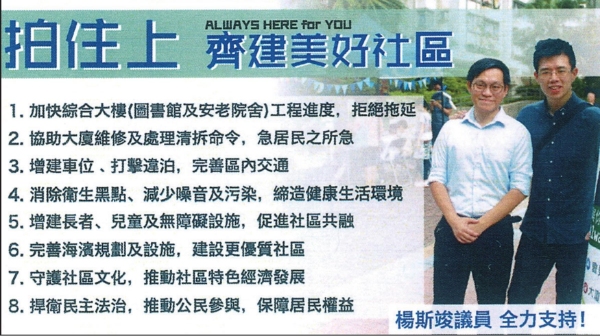 拍住上
ALWAYS HERE for YOU
齊建美好社區
1. 加快綜合大樓(圖書館及安老院舍)工程進度，拒絕拖延
2. 協助大廈維修及處理清拆命令，急居民之所急
3. 增建車位、打擊違泊，完善區內交通
4. 消除衛生黑點、減少噪音及污染，締造健康生活環境
5. 增建長者、兒童及無障礙設施，促進社區共融
6. 完善海濱規劃及設施，建設更優質社區
7. 守護社區文化，推動社區特色經濟發展
8. 捍衛民主法治，推動公民參與，保障居民權益
楊斯竣議員 全力支持！